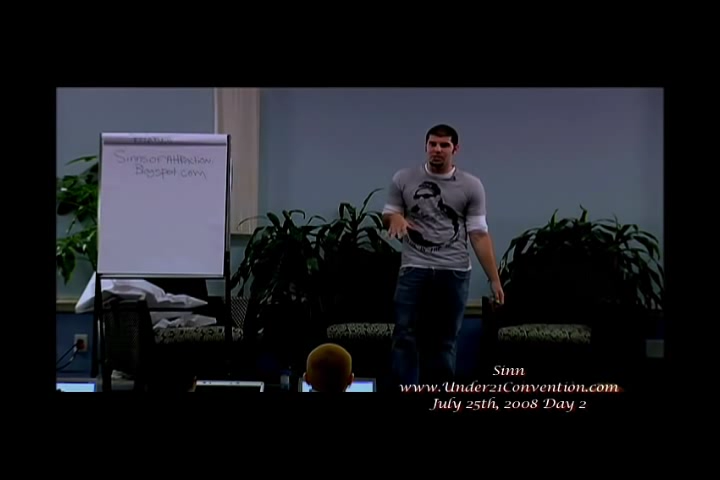 SinnsofAttraction.
Blogspot.com
Sinn
www.Under21Convention.com
July 25th, 2008 Day 2